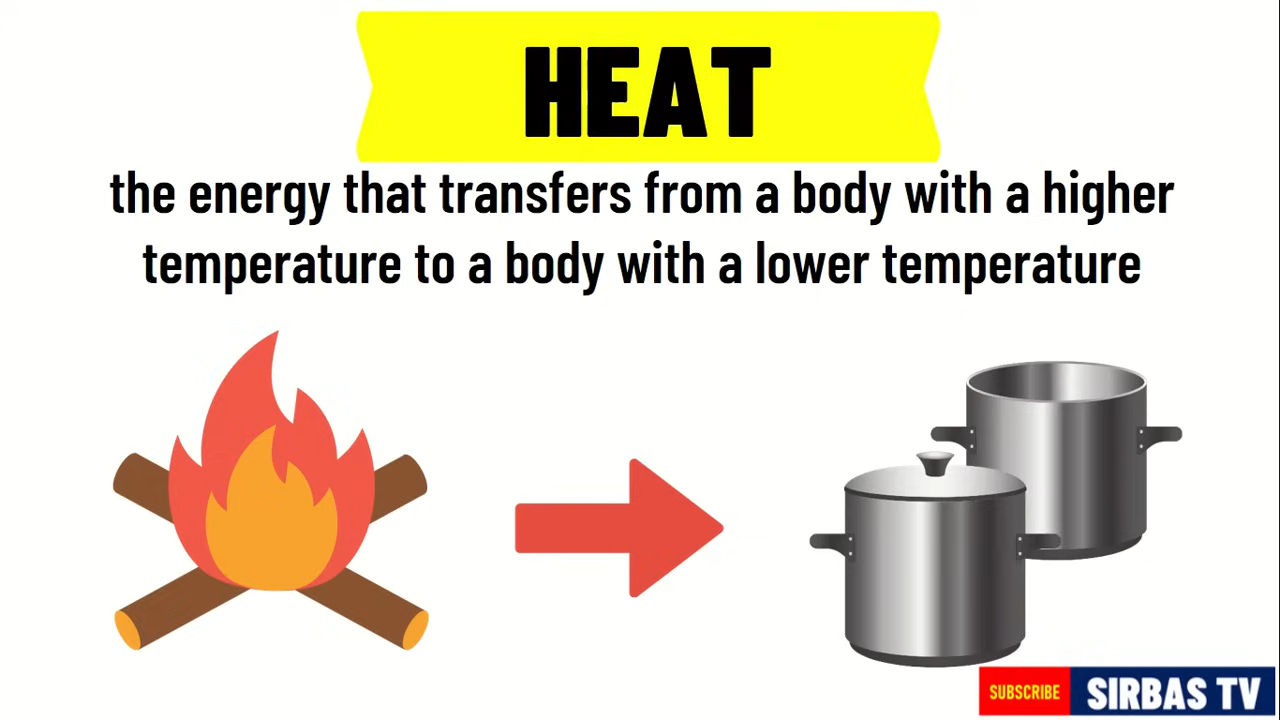 HEAT
the energy that transfers from a body with a higher
temperature to a body with a lower temperature
SUBSCRIBE SIRBAS TV